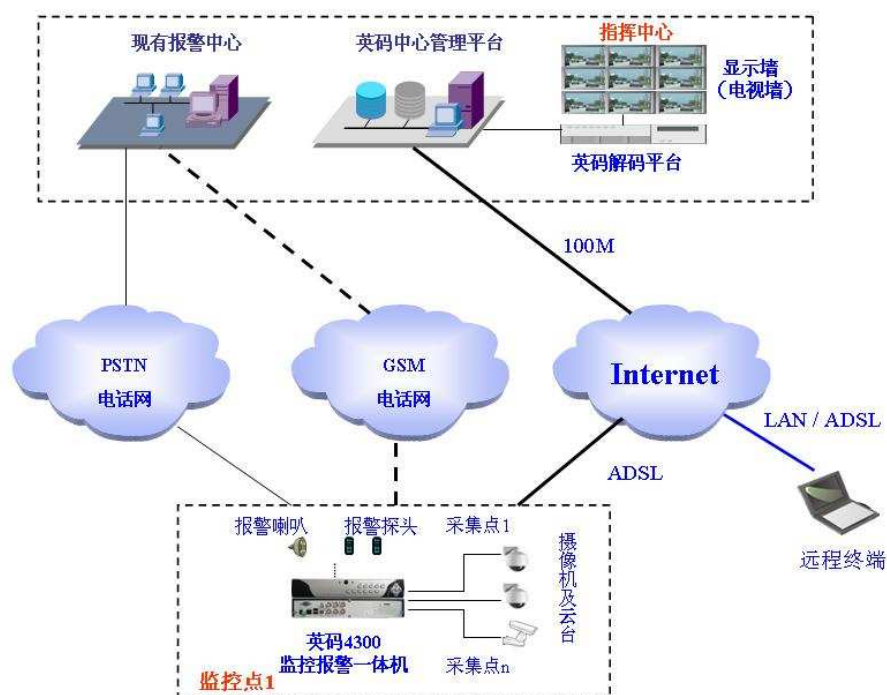 现有报警中心
英码中心管理平台
指挥中心
显示墙
（电视墙）
英码解码平台
100M
PSTN
电话网
GSM
电话网
Internet
LAN / ADSL
ADSL
远程终端
报警喇叭
报警探头
采集点1
摄像机及云台
英码4300
监控报警一体机
采集点n
监控点1